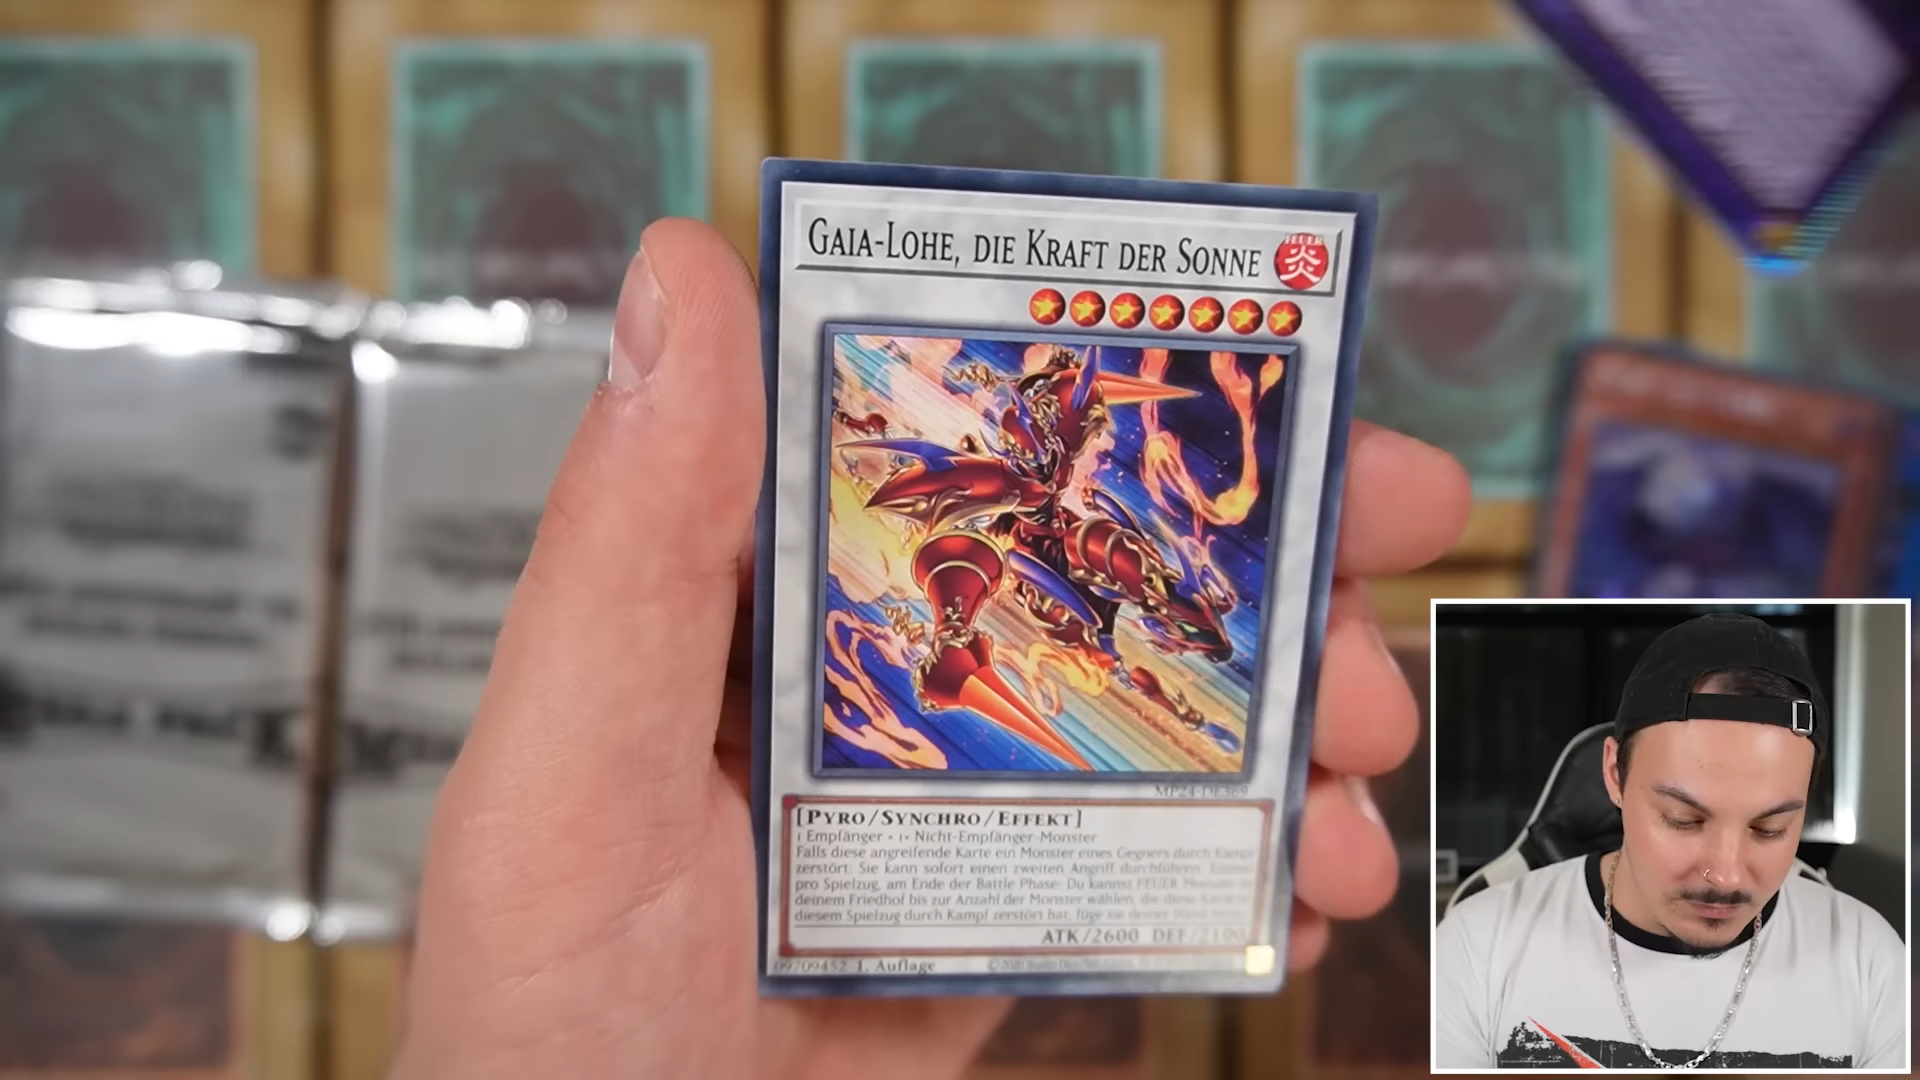 GAIA-LOHE, DIE KRAFT DER SONNE
FEUER
炎
MP24-DE369
[PYRO/SYNCHRO/EFFEKT]
1 Empfänger + 1+ Nicht-Empfänger-Monster
Falls diese angreifende Karte ein Monster eines Gegners durch Kampf
zerstört: Sie kann sofort einen zweiten Angriff durchführen. Einmal
pro Spielzug, am Ende der Battle Phase: Du kannst FEUER Monster in
deinem Friedhof bis zur Anzahl der Monster wählen, die diese Karte in
diesem Spielzug durch Kampf zerstört hat; füge sie deiner Hand hinzu.
ATK/2600 DEF/2100
09709452 1. Auflage ©2020